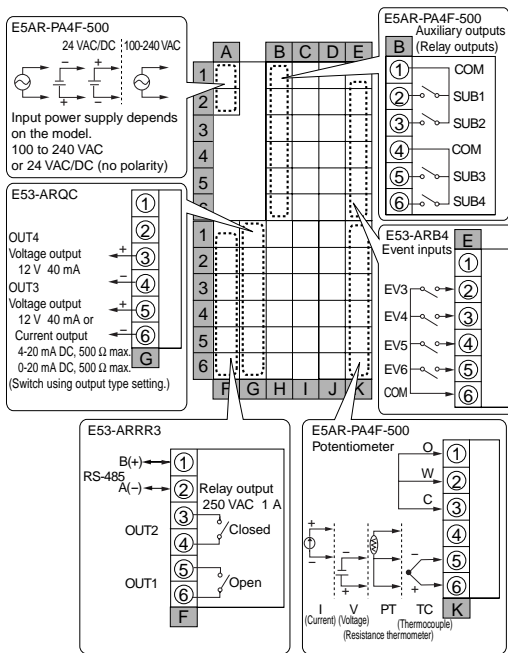 E5AR-PA4F-500
24 VAC/DC 100-240 VAC
Input power supply depends
on the model.
100 to 240 VAC
or 24 VAC/DC (no polarity)
E53-ARQC
OUT4
Voltage output
12 V 40 mA
OUT3
Voltage output
12 V 40 mA or
Current output
4-20 mA DC, 500 Ω max.
0-20 mA DC, 500 Ω max.
(Switch using output type setting.)
+
−
+
−
1
2
3
4
5
6
G
A B C D E
1
2
3
4
5
6
1
2
3
4
5
6
F G H I J K
E5AR-PA4F-500
Auxiliary outputs
(Relay outputs)
B
1 COM
2 SUB1
3 SUB2
4 COM
5 SUB3
6 SUB4
E53-ARB4
Event inputs
E
1
EV3 2
EV4 3
EV5 4
EV6 5
COM 6
E53-ARRR3
B(+) 1
RS-485
A(−) 2
Relay output
250 VAC 1 A
3
OUT2 Closed
4
5
OUT1 Open
6
F
E5AR-PA4F-500
Potentiometer
O 1
W 2
C 3
4
5
6
K
+ − + − − +
I V PT TC
(Current) (Voltage) (Thermocouple)
(Resistance thermometer)